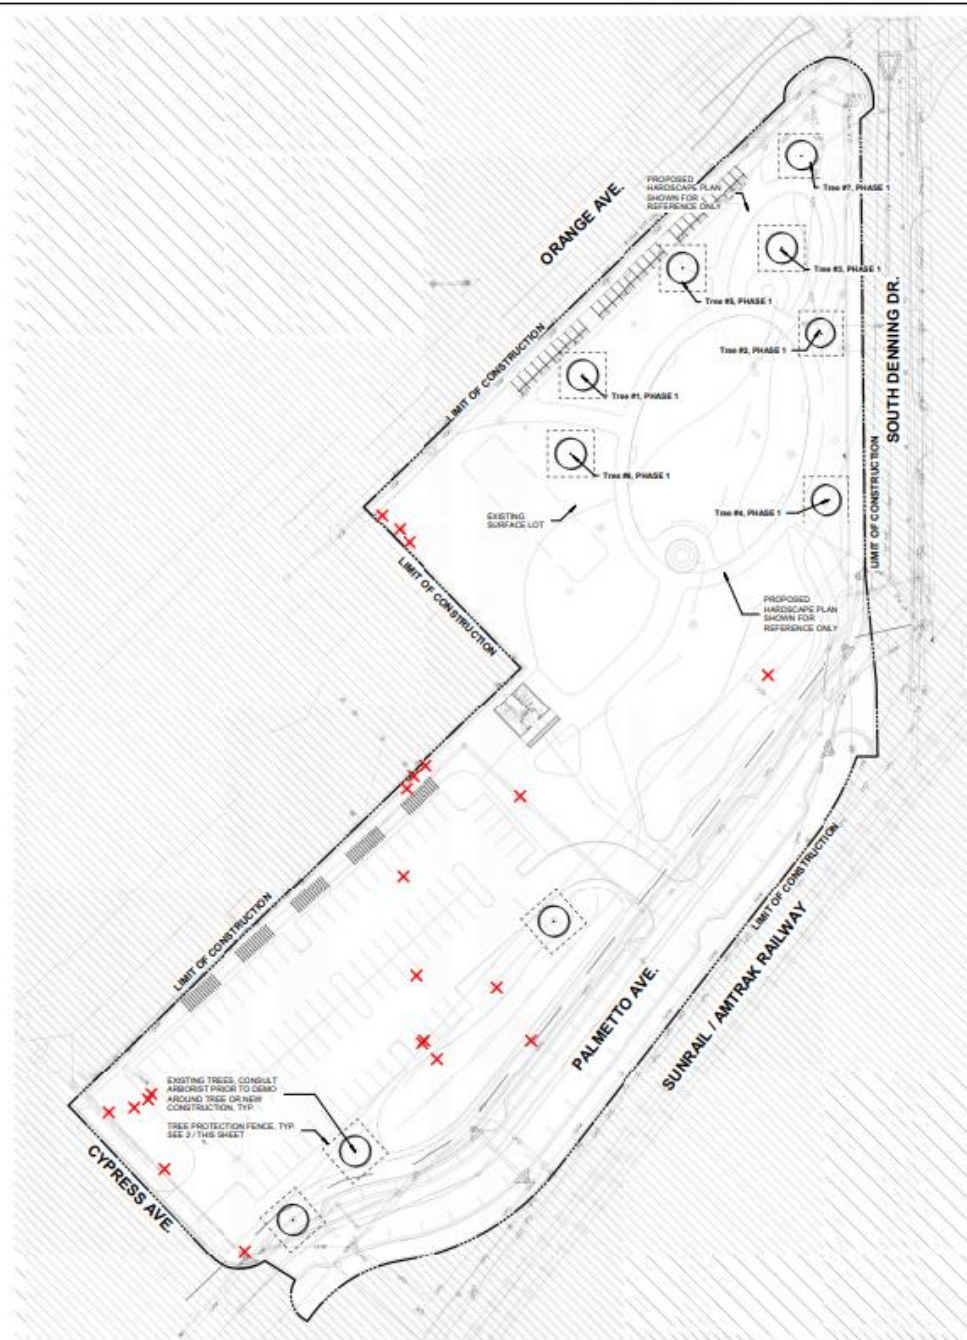 PROPOSED
HARDSCAPE PLAN
SHOWN FOR
REFERENCE ONLY
Tree #7, PHASE 1
ORANGE AVE.
Tree #3, PHASE 1
Tree #5, PHASE 1
SOUTH DENNING DR.
Tree #2, PHASE 1
LIMIT OF CONSTRUCTION
Tree #1, PHASE 1
Tree #6, PHASE 1
LIMIT OF CONSTRUCTION
EXISTING
SURFACE LOT
Tree #4, PHASE 1
LIMIT OF CONSTRUCTION
PROPOSED
HARDSCAPE PLAN
SHOWN FOR
REFERENCE ONLY
LIMIT OF CONSTRUCTION
LIMIT OF CONSTRUCTION
PALMETTO AVE.
SUNRAIL / AMTRAK RAILWAY
EXISTING TREES, CONSULT
ARBORIST PRIOR TO DEMO
AROUND TREE OR NEW
CONSTRUCTION, TYP.
TREE PROTECTION FENCE, TYP.
SEE 2 / THIS SHEET
CYPRESS AVE.